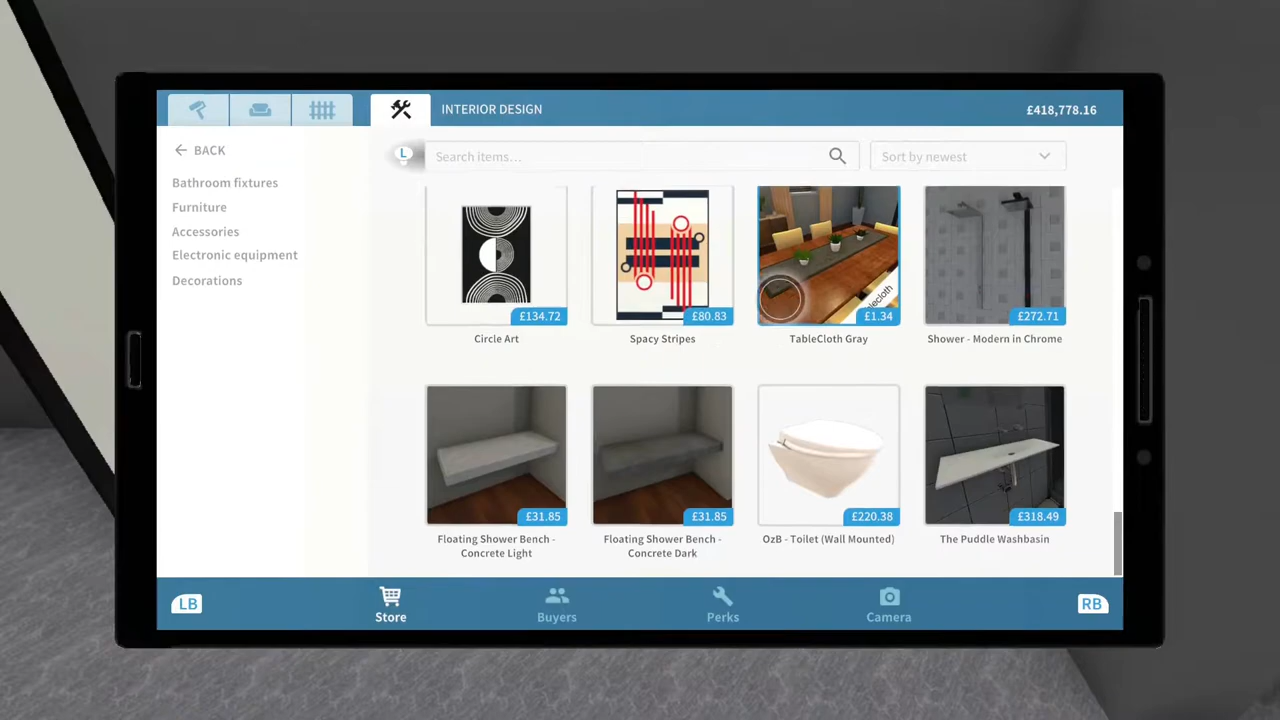 INTERIOR DESIGN
£418,778.16
BACK
L
Search items...
Sort by newest
Bathroom fixtures
Furniture
Accessories
Electronic equipment
Decorations
£134.72
£80.83
£1.34
£272.71
Circle Art
Spacy Stripes
TableCloth Gray
Shower - Modern in Chrome
£31.85
£31.85
£220.38
£318.49
Floating Shower Bench -
Concrete Light
Floating Shower Bench -
Concrete Dark
OzB - Toilet (Wall Mounted)
The Puddle Washbasin
LB
Store
Buyers
Perks
Camera
RB